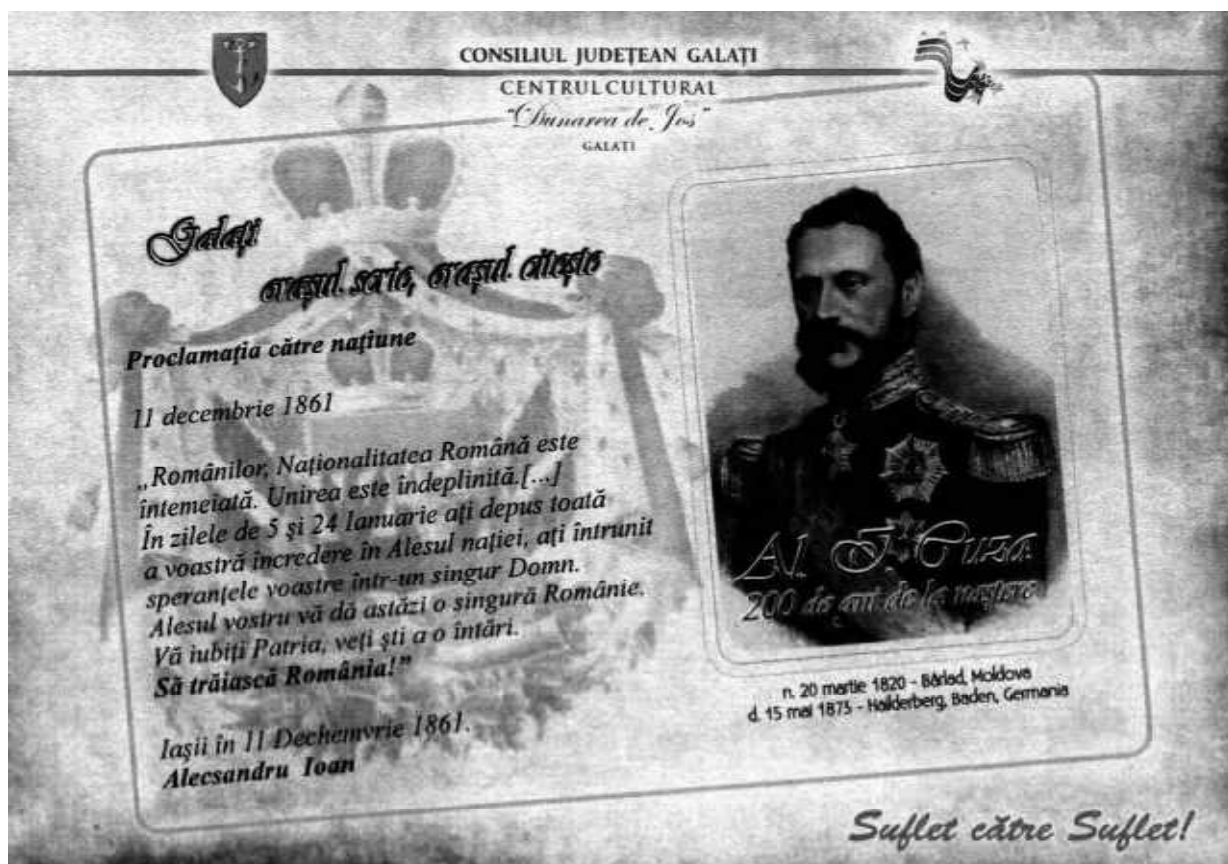 CONSILIUL JUDEȚEAN GALAȚI
CENTRUL CULTURAL
"Dunarea de Jos"
GALATI
Galați
orașul scrie, orașul citește
Proclamația către națiune
11 decembrie 1861
„Românilor, Naționalitatea Română este
întemeiată. Unirea este îndeplinită.[...]
În zilele de 5 și 24 Ianuarie ați depus toată
a voastră încredere în Alesul nației, ați întrunit
speranțele voastre într-un singur Domn.
Alesul vostru vă dă astăzi o singură Românie.
Vă iubiți Patria, veți ști a o întări.
Să trăiască România!”
Iașii în 11 Dechemvrie 1861.
Alecsandru Ioan
Al. I. Cuza
200 de ani de la naștere
n. 20 martie 1820 - Bârlad, Moldova
d. 15 mai 1873 - Hailderberg, Baden, Germania
Suflet către Suflet!